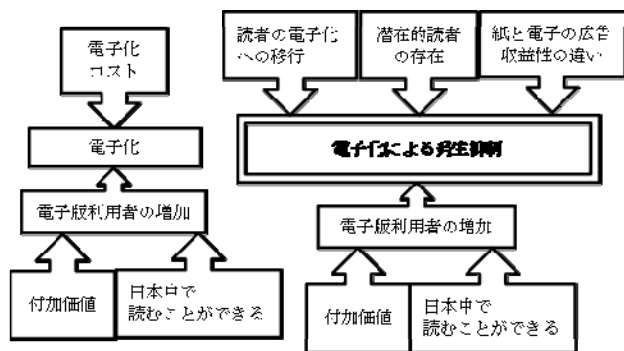 電子化
コスト
電子化
電子版利用者の増加
付加価値
日本中で
読むことができる
読者の電子化
への移行
潜在的読者
の存在
紙と電子の広告
収益性の違い
電子化による発生抑制
電子版利用者の増加
付加価値
日本中で
読むことができる